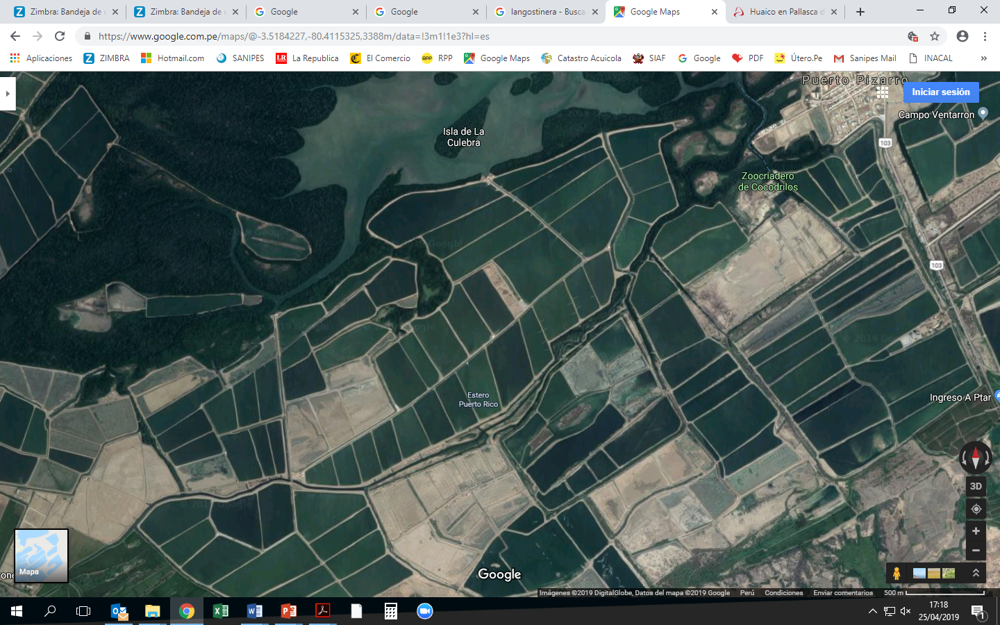 Zimbra: Bandeja de
Zimbra: Bandeja de
Google
Google
langostinera - Busca
Google Maps
Huaico en Pallasca d
https://www.google.com.pe/maps/@-3.5184227,-80.4115325,3388m/data=!3m1!1e3?hl=es
Aplicaciones
ZIMBRA
Hotmail.com
SANIPES
La Republica
El Comercio
RPP
Google Maps
Catastro Acuicola
SIAF
Google
PDF
Útero.Pe
Sanipes Mail
INACAL
»
Puerto Pizarro
Iniciar sesión
Campo Ventarron
Isla de La
Culebra
103
Zoocriadero
de Cocodrilos
103
Estero
Puerto Rico
Ingreso A Ptar
3D
Mapa
Google
Imágenes ©2019 DigitalGlobe, Datos del mapa ©2019 Google
Perú
Condiciones
Enviar comentarios
500 m
17:18
25/04/2019
1